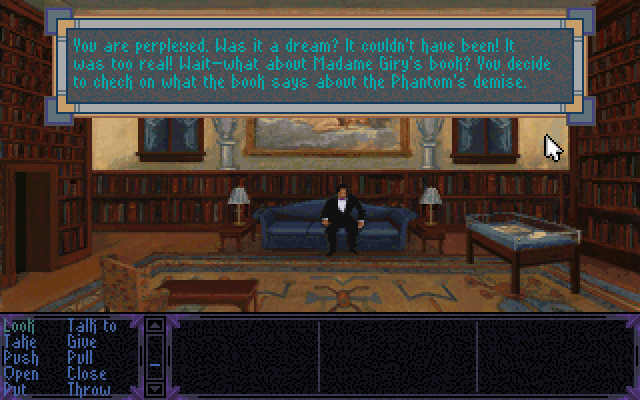 You are perplexed. Was it a dream? It couldn't have been! It
was too real! Wait—what about Madame Giry's book? You decide
to check on what the book says about the Phantom's demise.
Look Talk to
Take Give
Push Pull
Open Close
Put Throw